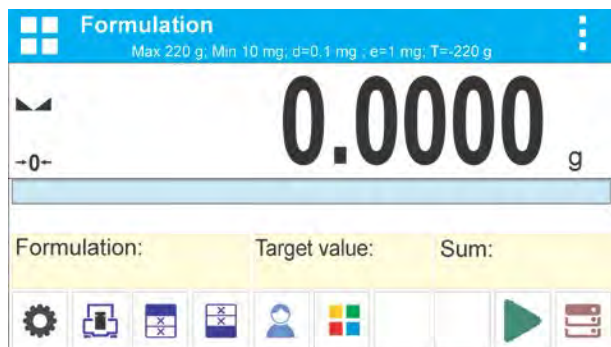 Formulation
Max 220 g; Min 10 mg; d=0.1 mg ; e=1 mg; T=-220 g
0.0000 g
→0←
Formulation: Target value: Sum: